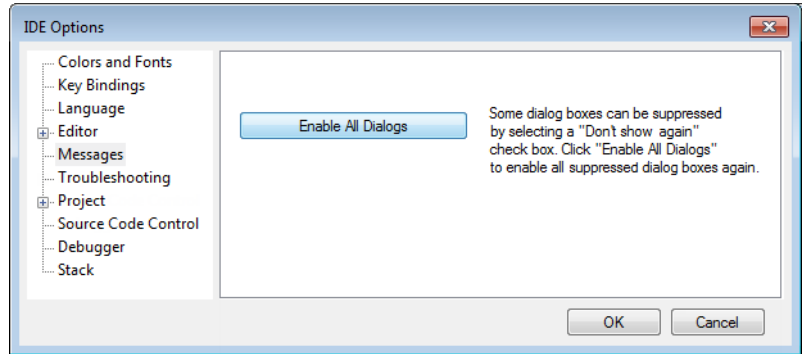 IDE Options
Colors and Fonts
Key Bindings
Language
Editor
Messages
Troubleshooting
Project
Source Code Control
Debugger
Stack
Enable All Dialogs
Some dialog boxes can be suppressed
by selecting a "Don't show again"
check box. Click "Enable All Dialogs"
to enable all suppressed dialog boxes again.
OK
Cancel